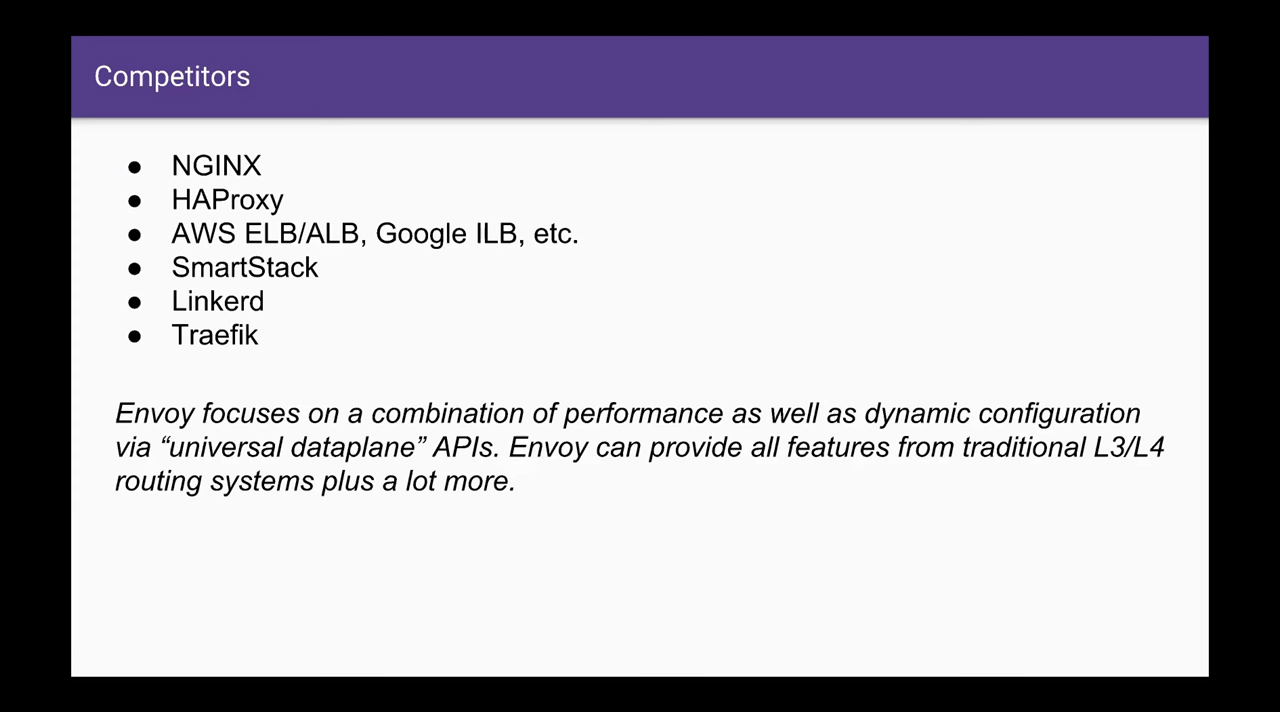 Competitors
● NGINX
● HAProxy
● AWS ELB/ALB, Google ILB, etc.
● SmartStack
● Linkerd
● Traefik
Envoy focuses on a combination of performance as well as dynamic configuration
via “universal dataplane” APIs. Envoy can provide all features from traditional L3/L4
routing systems plus a lot more.